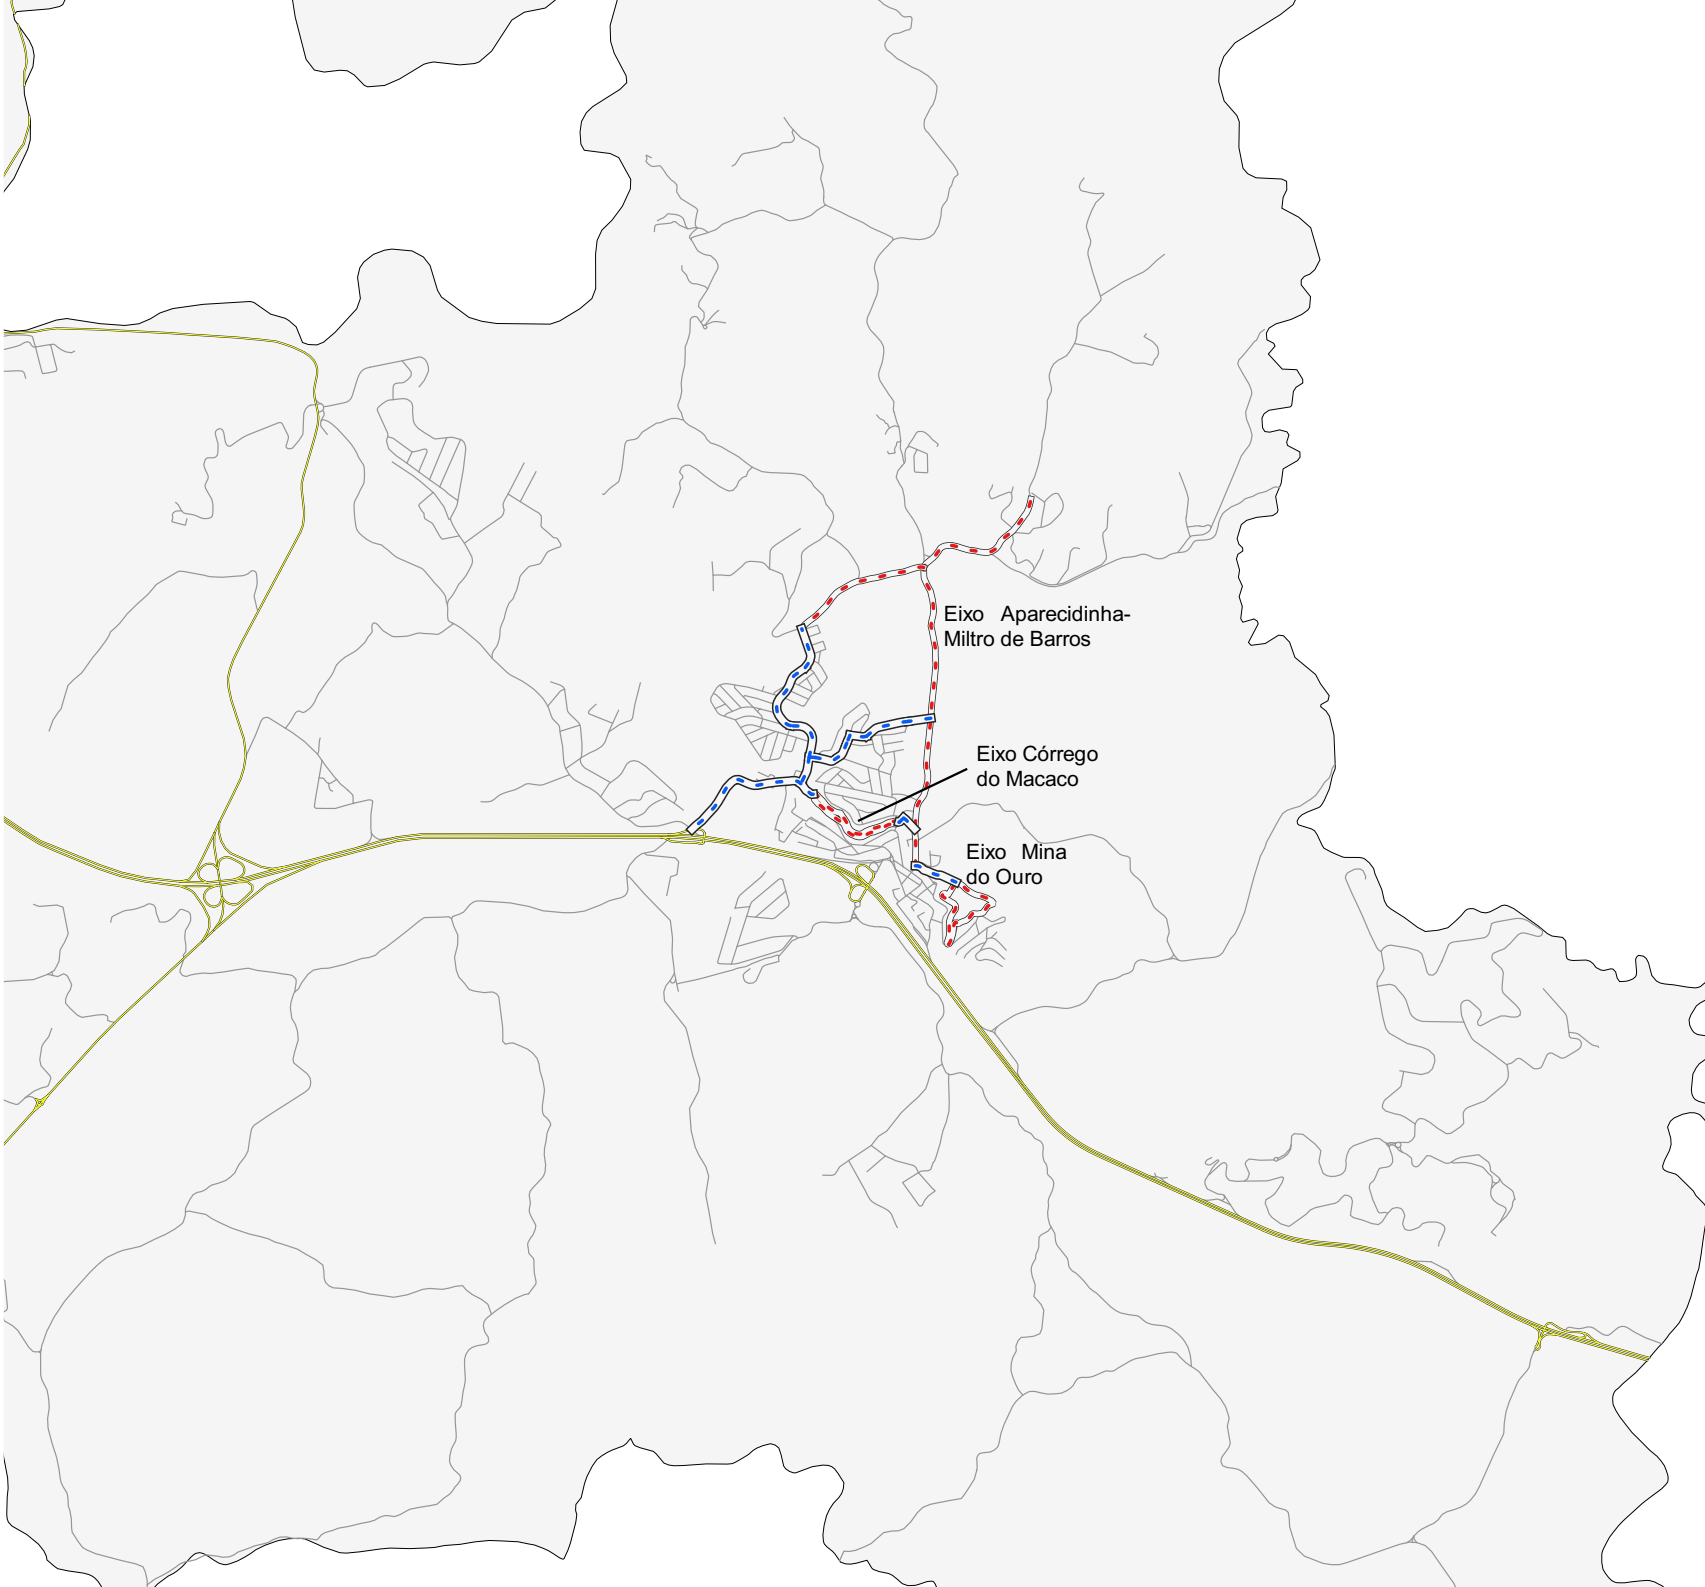 Eixo Aparecidinha-
Miltro de Barros
Eixo Córrego
do Macaco
Eixo Mina
do Ouro